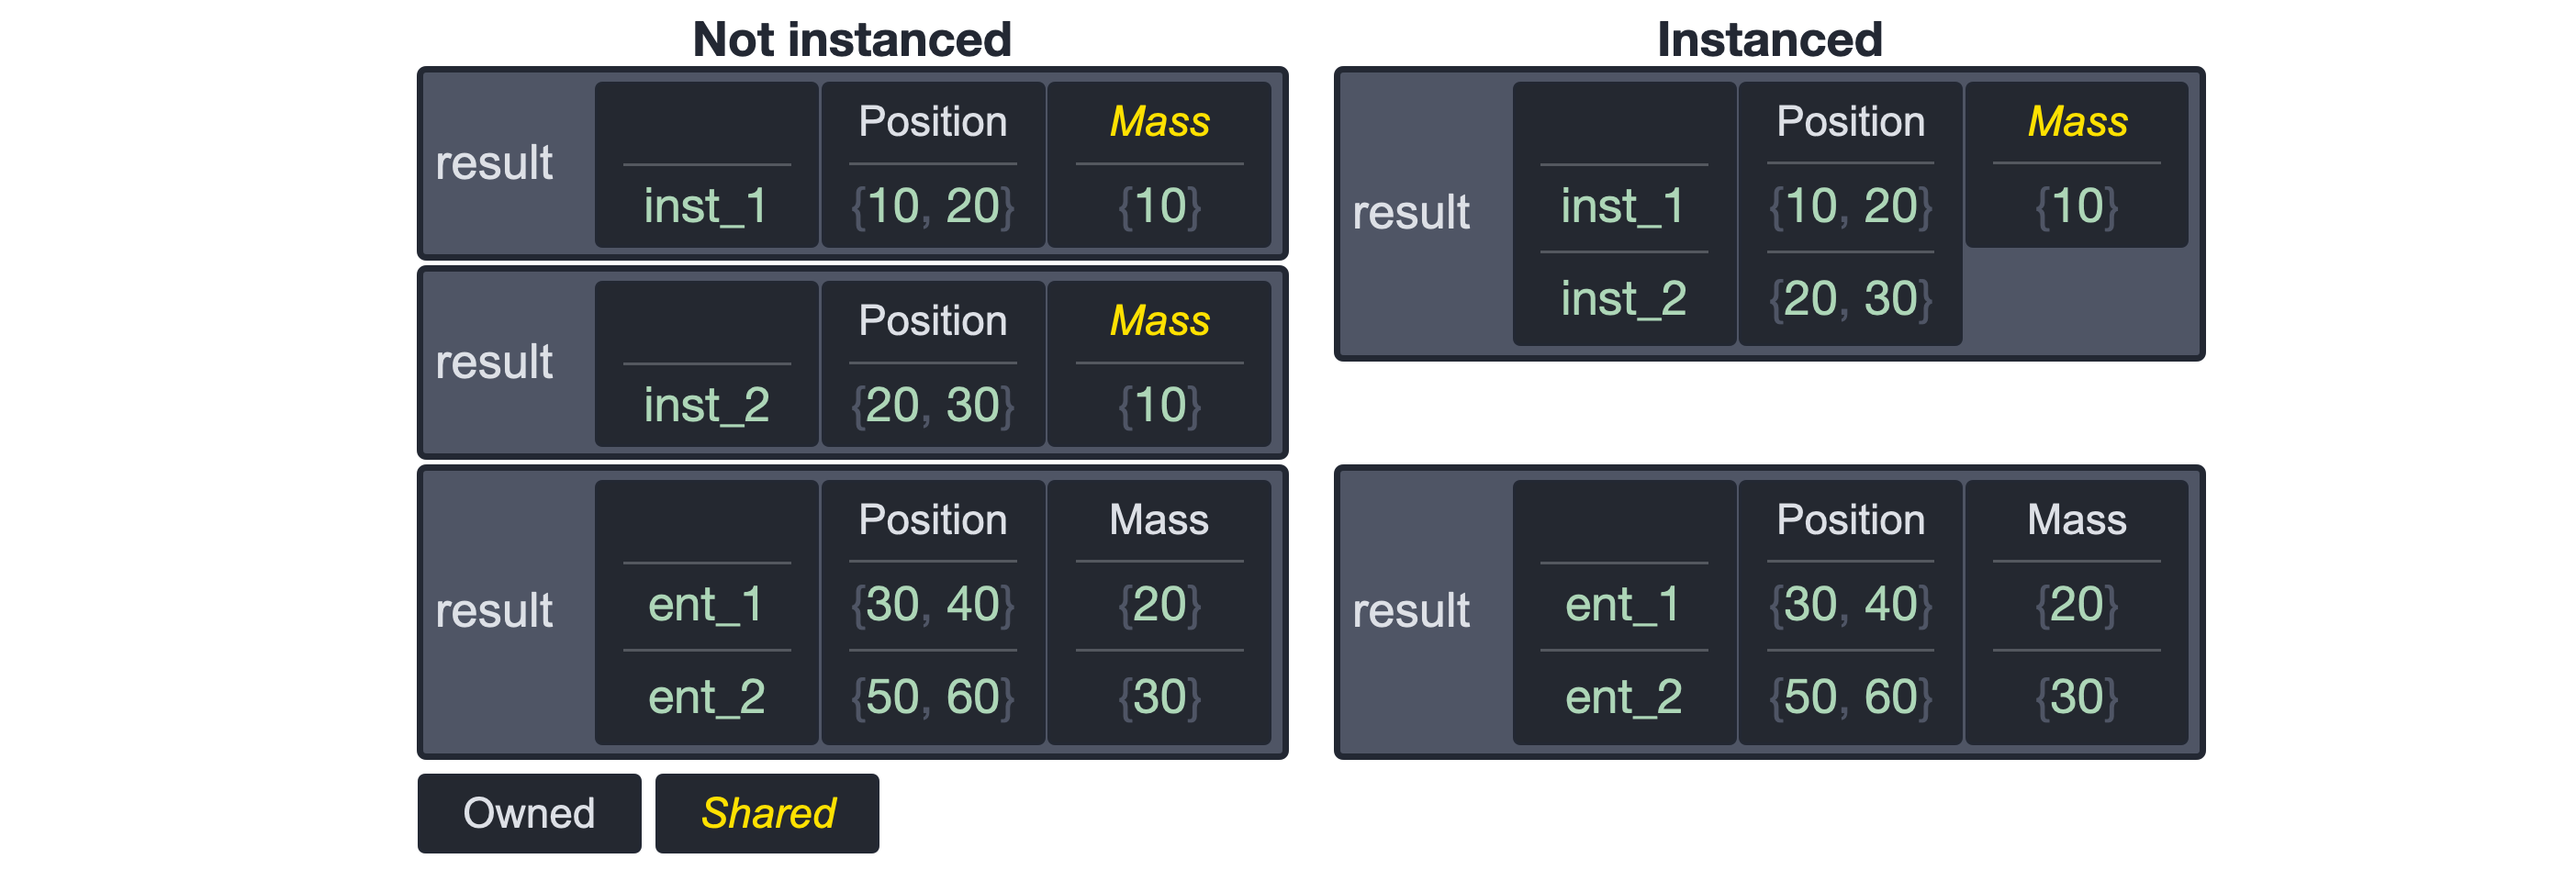 Not instanced
result
Position Mass
inst_1 {10, 20} {10}
result
Position Mass
inst_2 {20, 30} {10}
result
Position Mass
ent_1 {30, 40} {20}
ent_2 {50, 60} {30}
Owned Shared
Instanced
result
Position Mass
inst_1 {10, 20} {10}
inst_2 {20, 30}
result
Position Mass
ent_1 {30, 40} {20}
ent_2 {50, 60} {30}